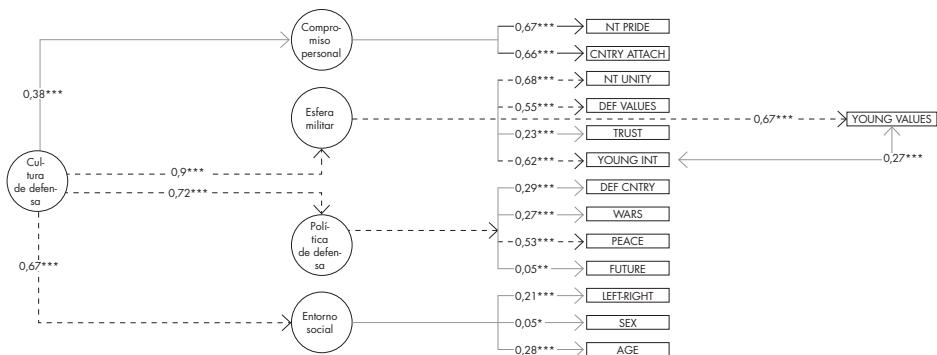 Compro-
miso
personal
0,67***
NT PRIDE
0,66***
CNTRY ATTACH
0,38***
0,68***
NT UNITY
Esfera
militar
0,55***
DEF VALUES
0,67***
YOUNG VALUES
0,23***
TRUST
0,62***
YOUNG INT
0,27***
Cul-
tura
de defen-
sa
0,9***
0,72***
0,29***
DEF CNTRY
0,27***
WARS
Polí-
tica
de defen-
sa
0,53***
PEACE
0,05**
FUTURE
0,67***
0,21***
LEFT-RIGHT
Entorno
social
0,05*
SEX
0,28***
AGE